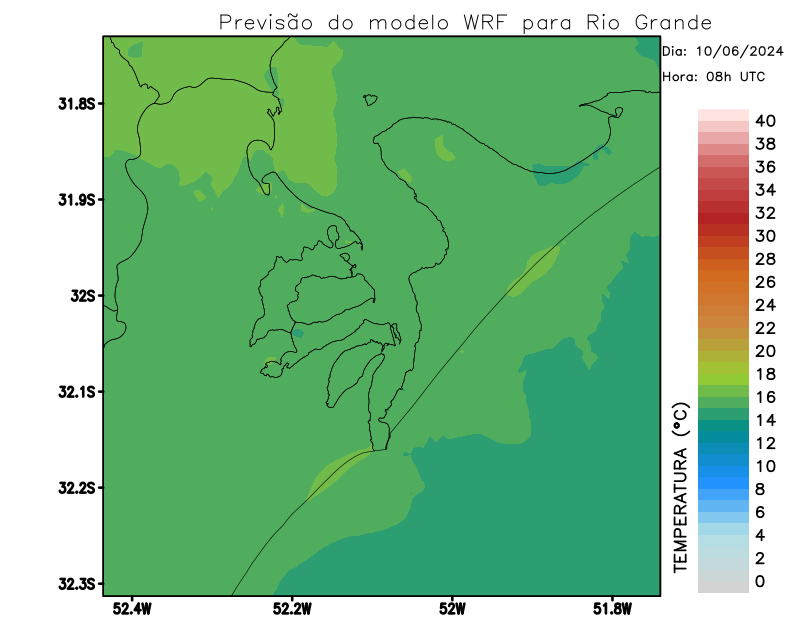 Previsão do modelo WRF para Rio Grande
Dia: 10/06/2024
Hora: 08h UTC
31.8S
31.9S
32S
32.1S
32.2S
32.3S
52.4W
52.2W
52W
51.8W
TEMPERATURA (°C)
40
38
36
34
32
30
28
26
24
22
20
18
16
14
12
10
8
6
4
2
0